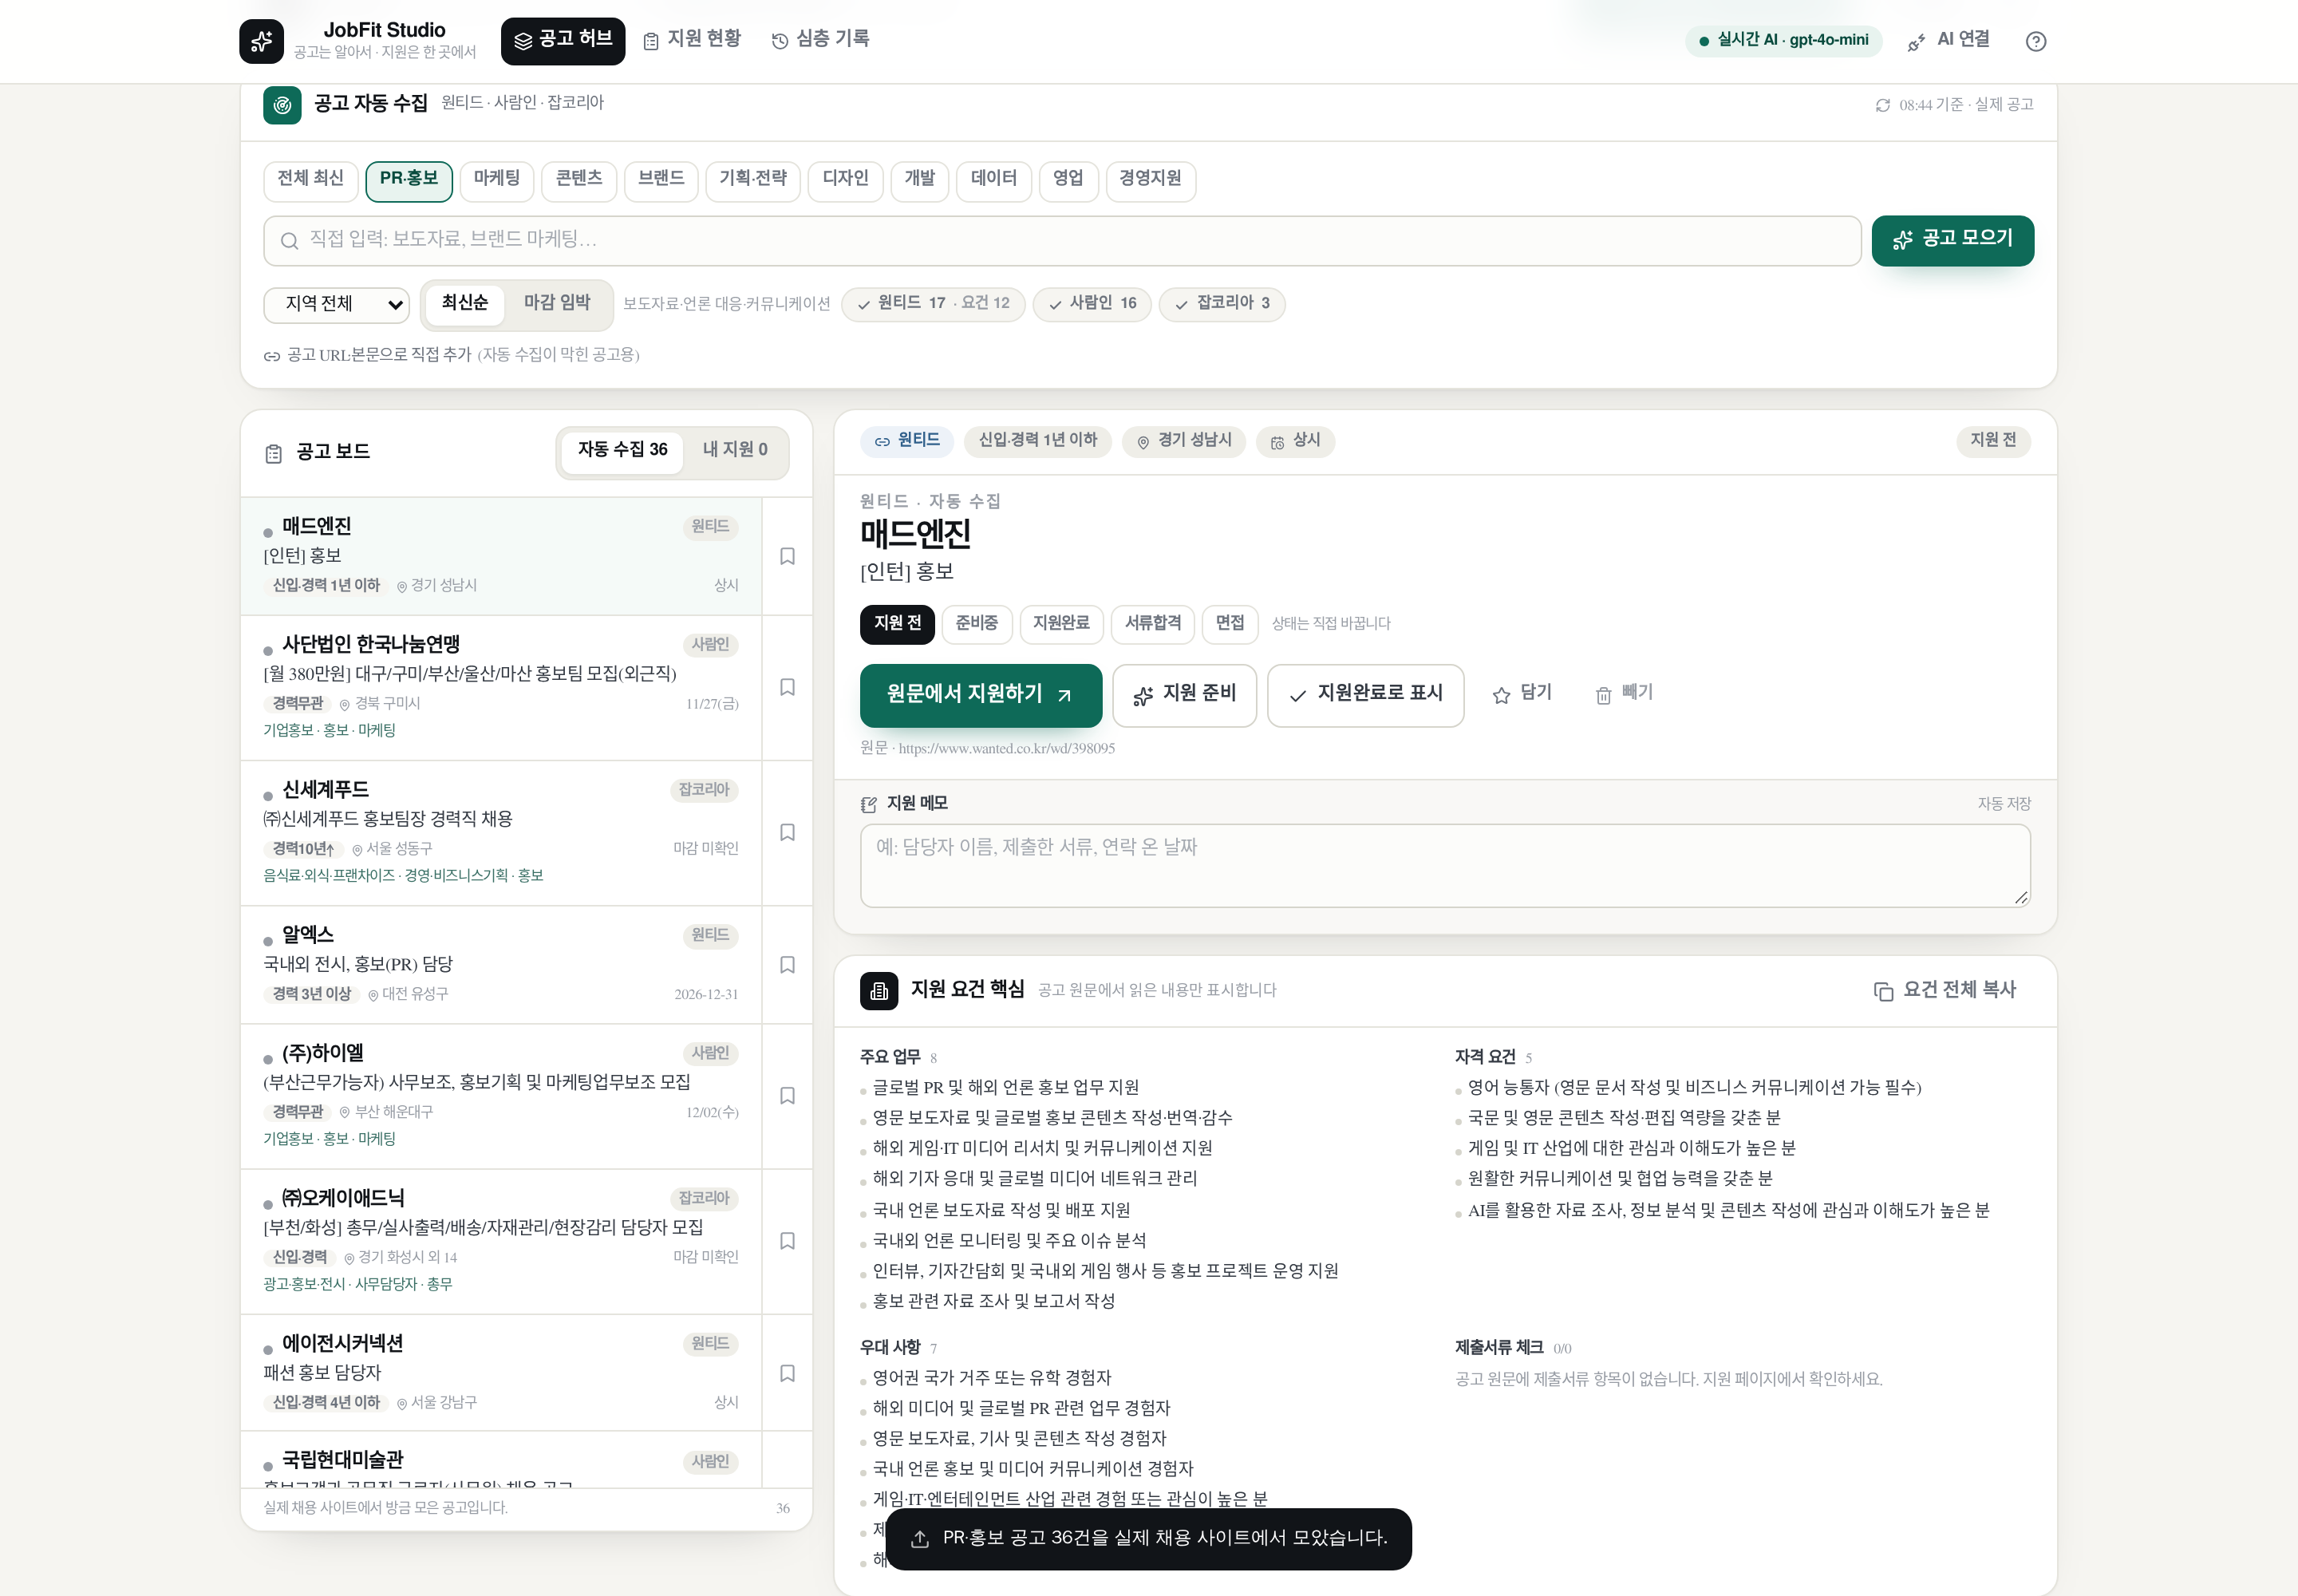 JobFit Studio
공고는 알아서 · 지원은 한 곳에서
공고 허브
지원 현황
심층 기록
실시간 AI · gpt-4o-mini
AI 연결
공고 자동 수집
원티드 · 사람인 · 잡코리아
08:44 기준 · 실제 공고
전체 최신
PR·홍보
마케팅
콘텐츠
브랜드
기획·전략
디자인
개발
데이터
영업
경영지원
직접 입력: 보도자료, 브랜드 마케팅…
공고 모으기
지역 전체
최신순
마감 임박
보도자료·언론 대응·커뮤니케이션
원티드 17 · 요건 12
사람인 16
잡코리아 3
공고 URL·본문으로 직접 추가 (자동 수집이 막힌 공고용)
공고 보드
자동 수집 36
내 지원 0
매드엔진
원티드
[인턴] 홍보
신입·경력 1년 이하
경기 성남시
상시
사단법인 한국나눔연맹
사람인
[월 380만원] 대구/구미/부산/울산/마산 홍보팀 모집(외근직)
경력무관
경북 구미시
11/27(금)
기업홍보 · 홍보 · 마케팅
신세계푸드
잡코리아
㈜신세계푸드 홍보팀장 경력직 채용
경력10년↑
서울 성동구
마감 미확인
음식료·외식·프랜차이즈 · 경영·비즈니스기획 · 홍보
알엑스
원티드
국내외 전시, 홍보(PR) 담당
경력 3년 이상
대전 유성구
2026-12-31
(주)하이엘
사람인
(부산근무가능자) 사무보조, 홍보기획 및 마케팅업무보조 모집
경력무관
부산 해운대구
12/02(수)
기업홍보 · 홍보 · 마케팅
㈜오케이애드닉
잡코리아
[부천/화성] 총무/실사출력/배송/자재관리/현장감리 담당자 모집
신입·경력
경기 화성시 외 14
마감 미확인
광고·홍보·전시 · 사무담당자 · 총무
에이전시커넥션
원티드
패션 홍보 담당자
신입·경력 4년 이하
서울 강남구
상시
국립현대미술관
사람인
실제 채용 사이트에서 방금 모은 공고입니다.
36
원티드
신입·경력 1년 이하
경기 성남시
상시
지원 전
원티드 · 자동 수집
매드엔진
[인턴] 홍보
지원 전
준비중
지원완료
서류합격
면접
상태는 직접 바꿉니다
원문에서 지원하기
지원 준비
지원완료로 표시
담기
빼기
원문 · https://www.wanted.co.kr/wd/398095
지원 메모
자동 저장
예: 담당자 이름, 제출한 서류, 연락 온 날짜
지원 요건 핵심
공고 원문에서 읽은 내용만 표시합니다
요건 전체 복사
주요 업무 8
글로벌 PR 및 해외 언론 홍보 업무 지원
영문 보도자료 및 글로벌 홍보 콘텐츠 작성·번역·감수
해외 게임·IT 미디어 리서치 및 커뮤니케이션 지원
해외 기자 응대 및 글로벌 미디어 네트워크 관리
국내 언론 보도자료 작성 및 배포 지원
국내외 언론 모니터링 및 주요 이슈 분석
인터뷰, 기자간담회 및 국내외 게임 행사 등 홍보 프로젝트 운영 지원
홍보 관련 자료 조사 및 보고서 작성
자격 요건 5
영어 능통자 (영문 문서 작성 및 비즈니스 커뮤니케이션 가능 필수)
국문 및 영문 콘텐츠 작성·편집 역량을 갖춘 분
게임 및 IT 산업에 대한 관심과 이해도가 높은 분
원활한 커뮤니케이션 및 협업 능력을 갖춘 분
AI를 활용한 자료 조사, 정보 분석 및 콘텐츠 작성에 관심과 이해도가 높은 분
우대 사항 7
영어권 국가 거주 또는 유학 경험자
해외 미디어 및 글로벌 PR 관련 업무 경험자
영문 보도자료, 기사 및 콘텐츠 작성 경험자
국내 언론 홍보 및 미디어 커뮤니케이션 경험자
게임·IT·엔터테인먼트 산업 관련 경험 또는 관심이 높은 분
제출서류 체크 0/0
공고 원문에 제출서류 항목이 없습니다. 지원 페이지에서 확인하세요.
PR·홍보 공고 36건을 실제 채용 사이트에서 모았습니다.